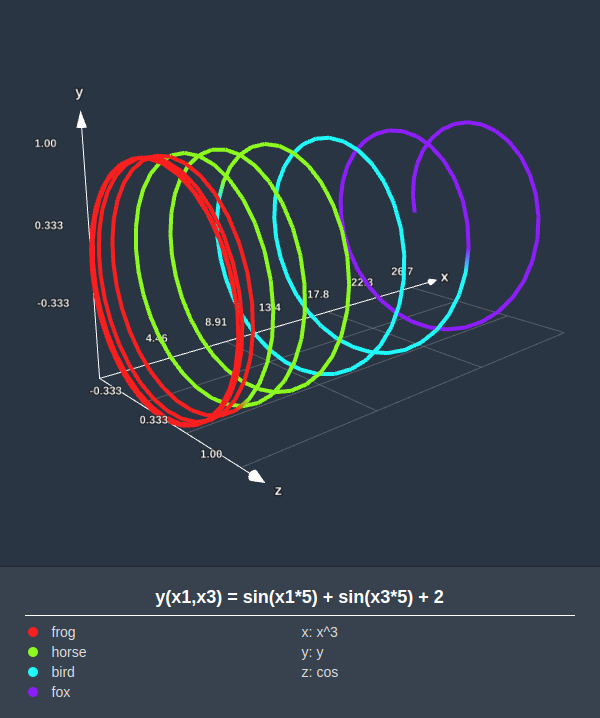 y
1.00
0.333
-0.333
x
26.7
22.3
17.8
13.4
8.91
4.46
-0.333
0.333
1.00
z
y(x1,x3) = sin(x1*5) + sin(x3*5) + 2
frog
horse
bird
fox
x: x^3
y: y
z: cos